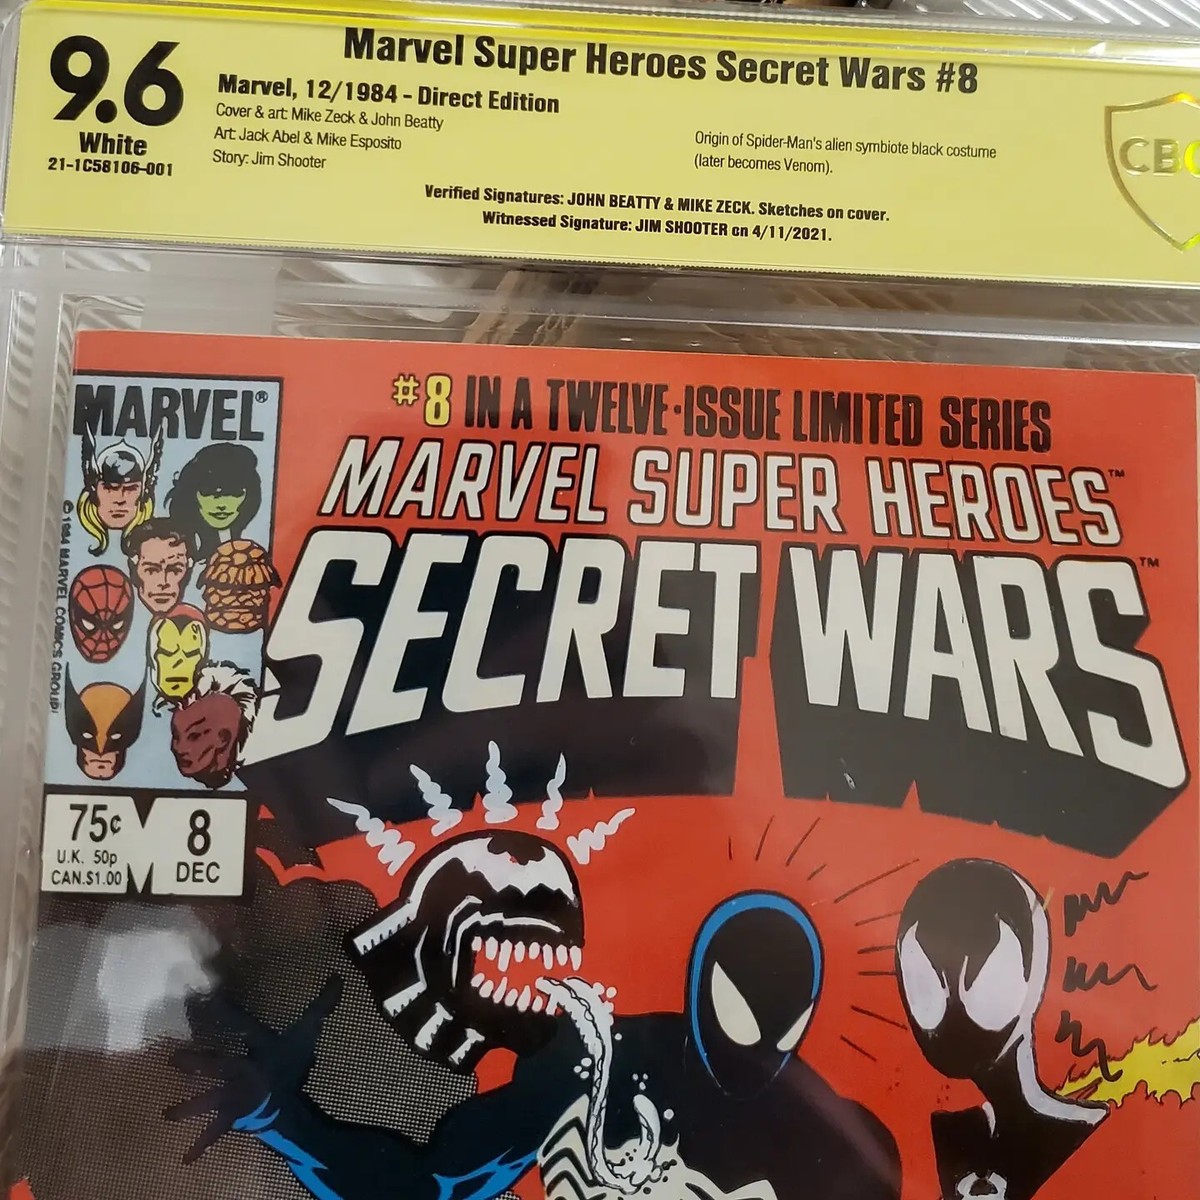 Marvel Super Heroes Secret Wars #8
9.6
White
21-1C58106-001
Marvel, 12/1984 - Direct Edition
Cover & art: Mike Zeck & John Beatty
Art: Jack Abel & Mike Esposito
Story: Jim Shooter
Origin of Spider-Man's alien symbiote black costume
(later becomes Venom).
Verified Signatures: JOHN BEATTY & MIKE ZECK. Sketches on cover.
Witnessed Signature: JIM SHOOTER on 4/11/2021.
MARVEL®
#8 IN A TWELVE-ISSUE LIMITED SERIES
MARVEL SUPER HEROES™
SECRET WARS™
© 1984 MARVEL COMICS GROUP
75¢
U.K. 50p
CAN.$1.00
M
8
DEC